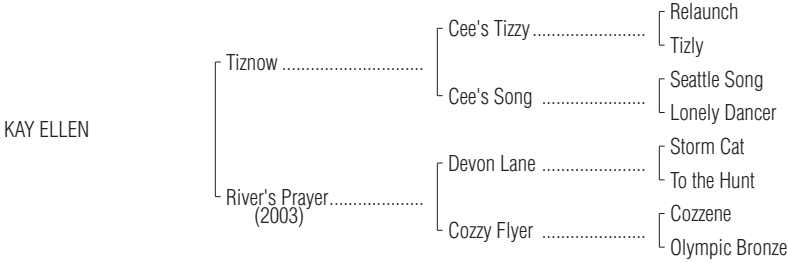 Relaunch
Cee's Tizzy ........................
Tizly
Tiznow ..............................
Seattle Song
Cee's Song ......................
Lonely Dancer
KAY ELLEN
Storm Cat
Devon Lane ......................
To the Hunt
River's Prayer....................
(2003)
Cozzene
Cozzy Flyer ......................
Olympic Bronze